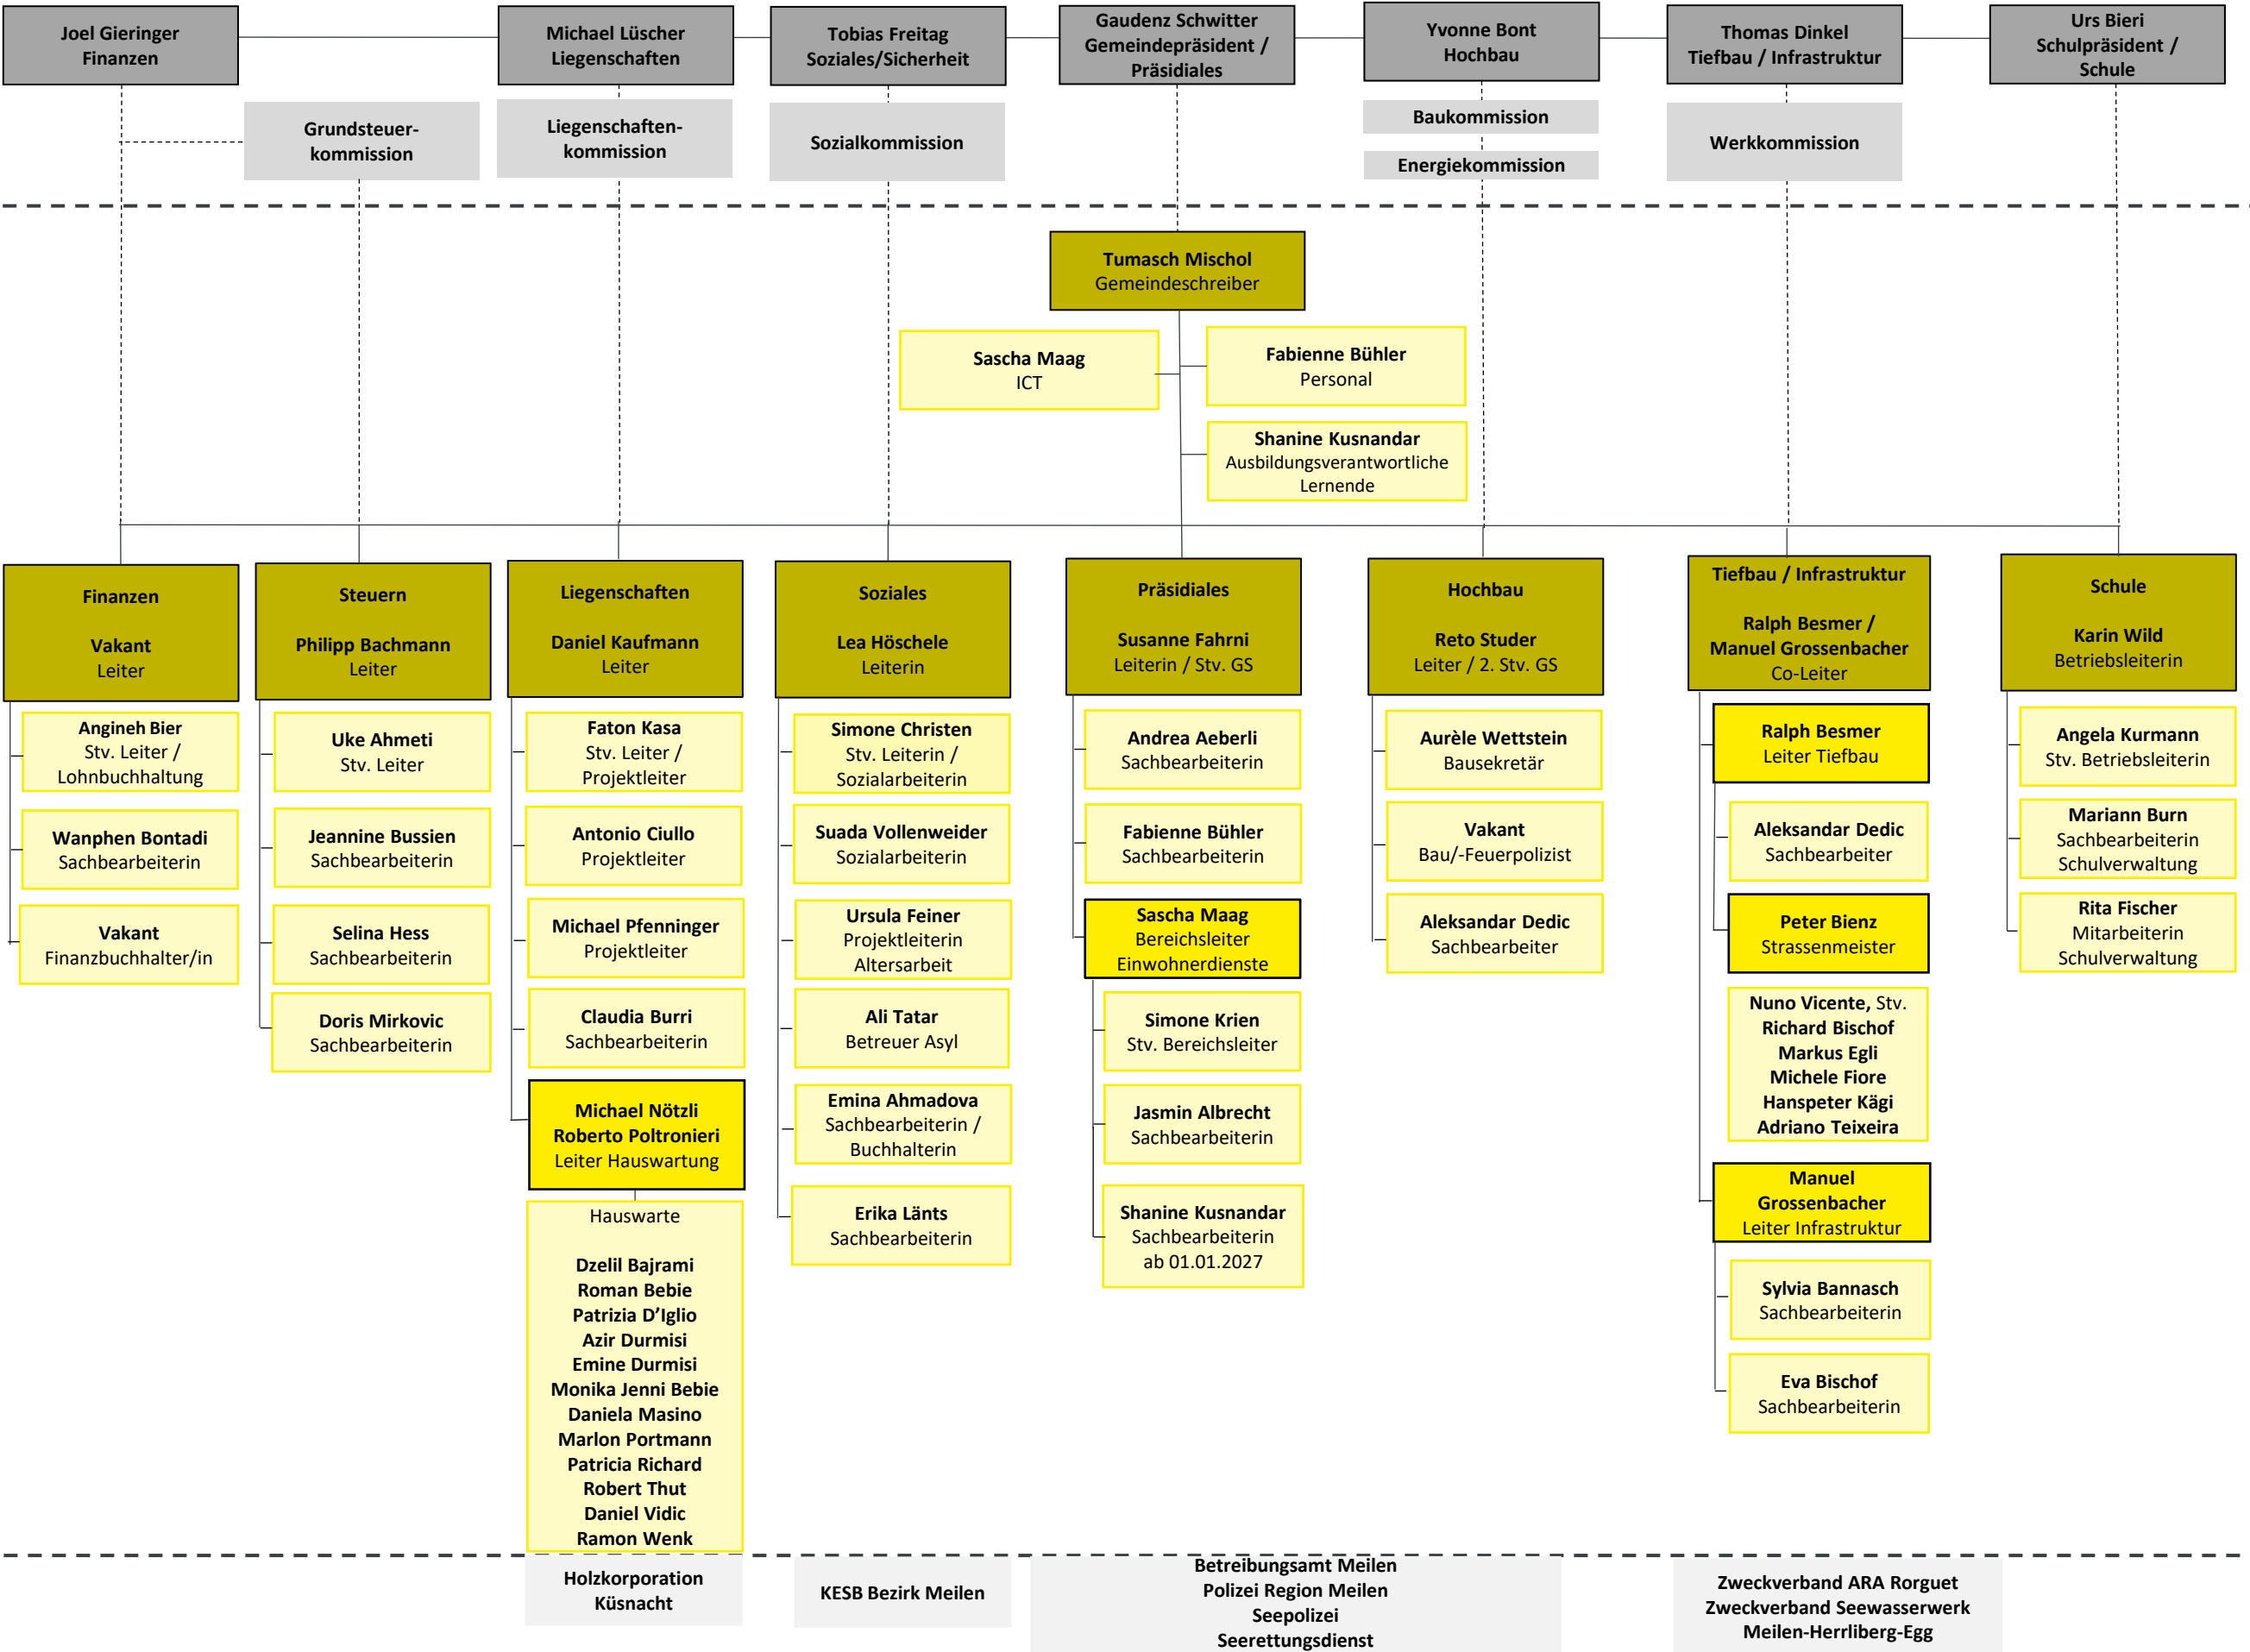 Joel Gieringer
Finanzen
Michael Lüscher
Liegenschaften
Tobias Freitag
Soziales/Sicherheit
Gaudenz Schwitter
Gemeindepräsident /
Präsidiales
Yvonne Bont
Hochbau
Thomas Dinkel
Tiefbau / Infrastruktur
Urs Bieri
Schulpräsident /
Schule
Grundsteuer-
kommission
Liegenschaften-
kommission
Sozialkommission
Baukommission
Energiekommission
Werkkommission
Tumasch Mischol
Gemeindeschreiber
Sascha Maag
ICT
Fabienne Bühler
Personal
Shanine Kusnandar
Ausbildungsverantwortliche
Lernende
Finanzen
Vakant
Leiter
Angineh Bier
Stv. Leiter /
Lohnbuchhaltung
Wanphen Bontadi
Sachbearbeiterin
Vakant
Finanzbuchhalter/in
Steuern
Philipp Bachmann
Leiter
Uke Ahmeti
Stv. Leiter
Jeannine Bussien
Sachbearbeiterin
Selina Hess
Sachbearbeiterin
Doris Mirkovic
Sachbearbeiterin
Liegenschaften
Daniel Kaufmann
Leiter
Faton Kasa
Stv. Leiter /
Projektleiter
Antonio Ciullo
Projektleiter
Michael Pfenninger
Projektleiter
Claudia Burri
Sachbearbeiterin
Michael Nötzli
Roberto Poltronieri
Leiter Hauswartung
Hauswarte
Dzelil Bajrami
Roman Bebie
Patrizia D’Iglio
Azir Durmisi
Emine Durmisi
Monika Jenni Bebie
Daniela Masino
Marlon Portmann
Patricia Richard
Robert Thut
Daniel Vidic
Ramon Wenk
Soziales
Lea Höschele
Leiterin
Simone Christen
Stv. Leiterin /
Sozialarbeiterin
Suada Vollenweider
Sozialarbeiterin
Ursula Feiner
Projektleiterin
Altersarbeit
Ali Tatar
Betreuer Asyl
Emina Ahmadova
Sachbearbeiterin /
Buchhalterin
Erika Länts
Sachbearbeiterin
Präsidiales
Susanne Fahrni
Leiterin / Stv. GS
Andrea Aeberli
Sachbearbeiterin
Fabienne Bühler
Sachbearbeiterin
Sascha Maag
Bereichsleiter
Einwohnerdienste
Simone Krien
Stv. Bereichsleiter
Jasmin Albrecht
Sachbearbeiterin
Shanine Kusnandar
Sachbearbeiterin
ab 01.01.2027
Hochbau
Reto Studer
Leiter / 2. Stv. GS
Aurèle Wettstein
Bausekretär
Vakant
Bau/-Feuerpolizist
Aleksandar Dedic
Sachbearbeiter
Tiefbau / Infrastruktur
Ralph Besmer /
Manuel Grossenbacher
Co-Leiter
Ralph Besmer
Leiter Tiefbau
Aleksandar Dedic
Sachbearbeiter
Peter Bienz
Strassenmeister
Nuno Vicente, Stv.
Richard Bischof
Markus Egli
Michele Fiore
Hanspeter Kägi
Adriano Teixeira
Manuel
Grossenbacher
Leiter Infrastruktur
Sylvia Bannasch
Sachbearbeiterin
Eva Bischof
Sachbearbeiterin
Schule
Karin Wild
Betriebsleiterin
Angela Kurmann
Stv. Betriebsleiterin
Mariann Burn
Sachbearbeiterin
Schulverwaltung
Rita Fischer
Mitarbeiterin
Schulverwaltung
Holzkorporation
Küsnacht
KESB Bezirk Meilen
Betreibungsamt Meilen
Polizei Region Meilen
Seepolizei
Seerettungsdienst
Zweckverband ARA Rorguet
Zweckverband Seewasserwerk
Meilen-Herrliberg-Egg